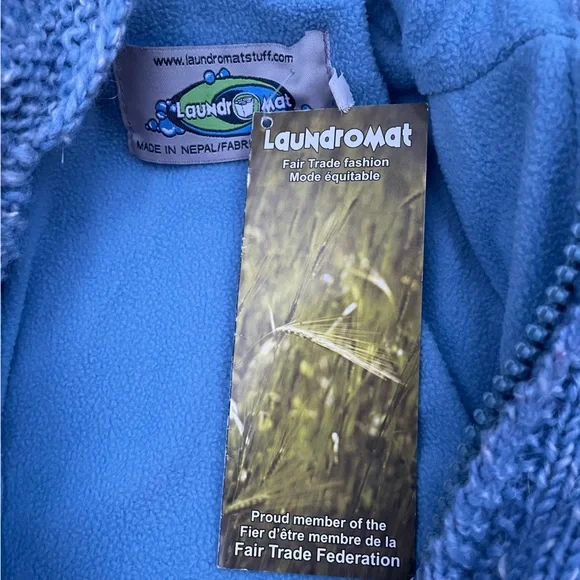 www.laundromatstuff.com
Laundromat
MADE IN NEPAL/FABRI
LaUNdroMat
Fair Trade fashion
Mode équitable
Proud member of the
Fier d'être membre de la
Fair Trade Federation